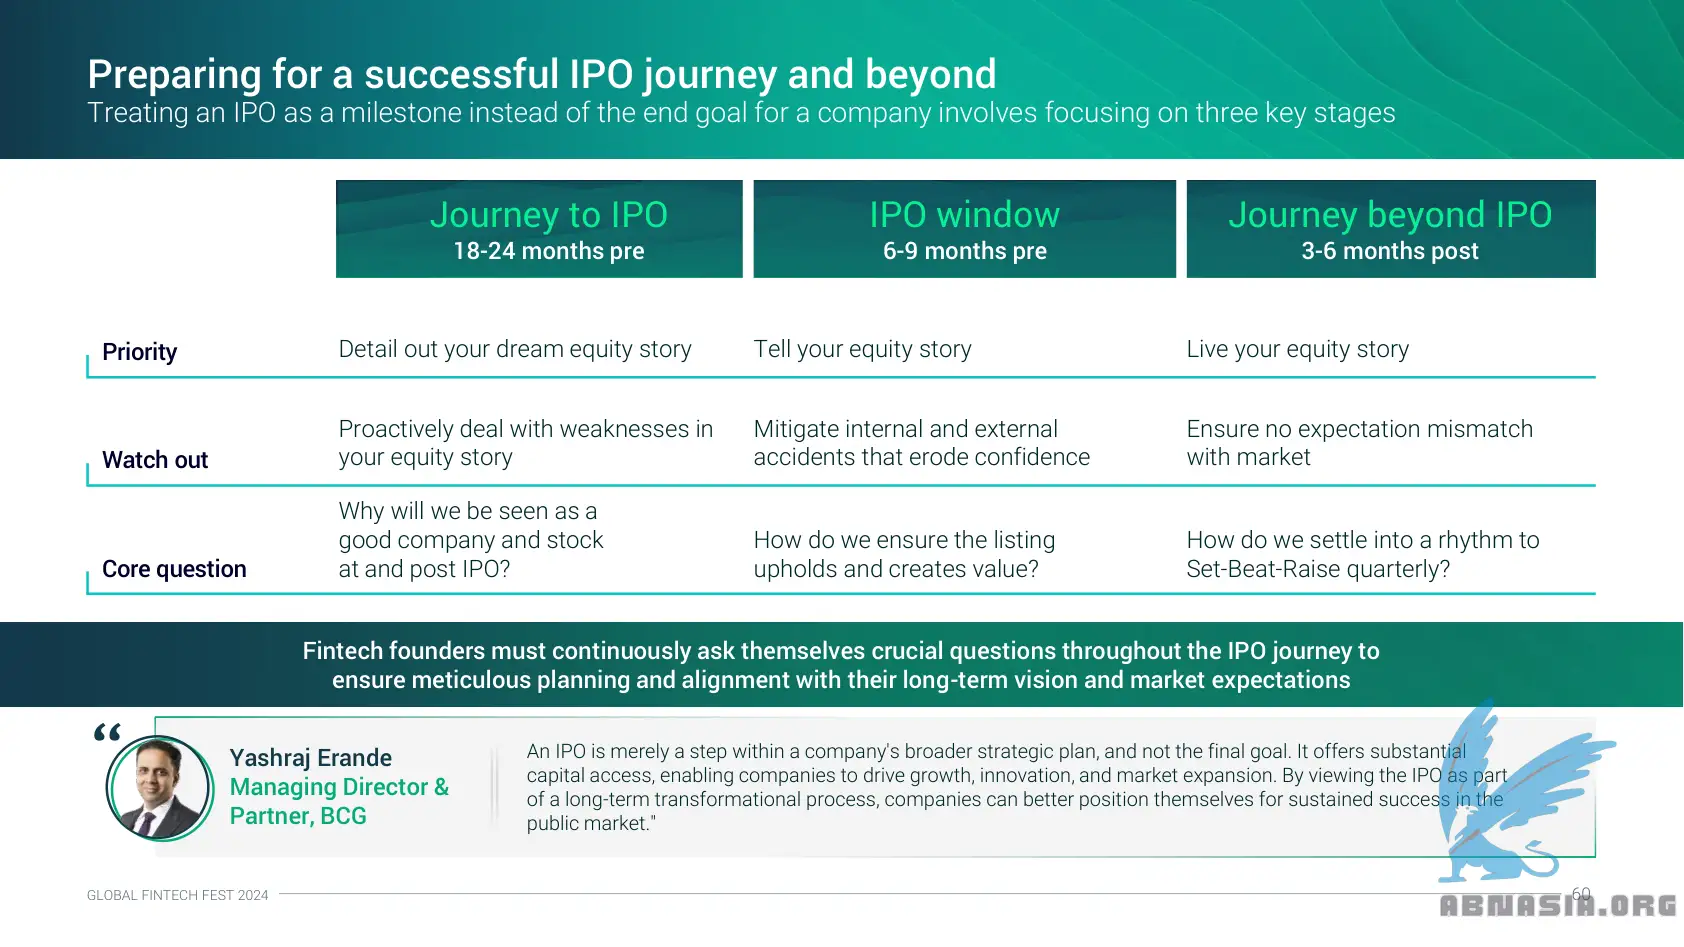 Preparing for a successful IPO journey and beyond
Treating an IPO as a milestone instead of the end goal for a company involves focusing on three key stages
Journey to IPO
18-24 months pre
IPO window
6-9 months pre
Journey beyond IPO
3-6 months post
Priority
Detail out your dream equity story
Tell your equity story
Live your equity story
Watch out
Proactively deal with weaknesses in
your equity story
Mitigate internal and external
accidents that erode confidence
Ensure no expectation mismatch
with market
Core question
Why will we be seen as a
good company and stock
at and post IPO?
How do we ensure the listing
upholds and creates value?
How do we settle into a rhythm to
Set-Beat-Raise quarterly?
Fintech founders must continuously ask themselves crucial questions throughout the IPO journey to
ensure meticulous planning and alignment with their long-term vision and market expectations
“
Yashraj Erande
Managing Director &
Partner, BCG
An IPO is merely a step within a company's broader strategic plan, and not the final goal. It offers substantial
capital access, enabling companies to drive growth, innovation, and market expansion. By viewing the IPO as part
of a long-term transformational process, companies can better position themselves for sustained success in the
public market."
GLOBAL FINTECH FEST 2024
60
ABNASIA.ORG